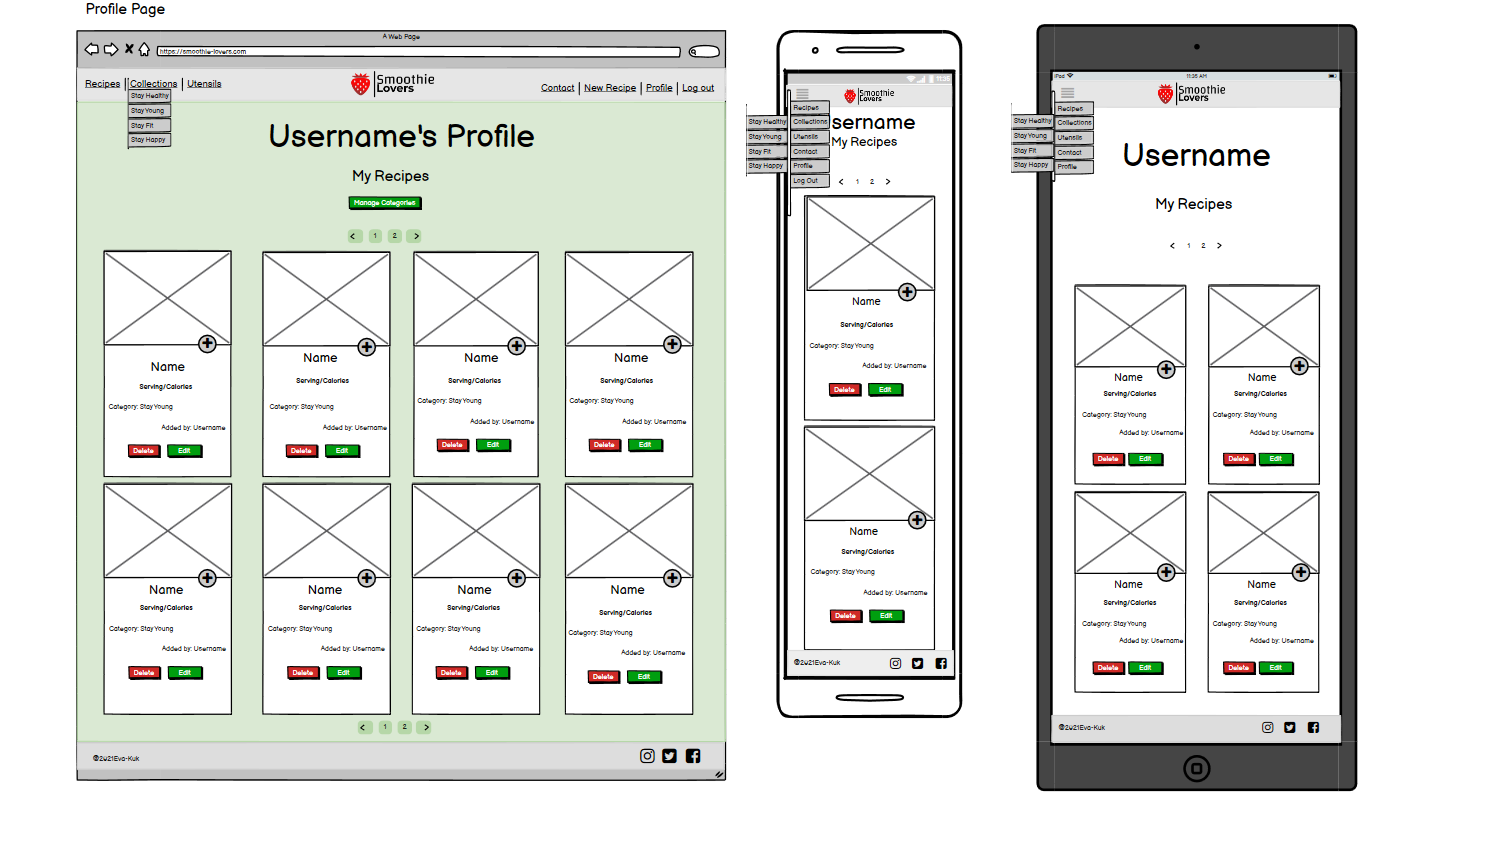 Profile Page
A Web Page
https://smoothie-lovers.com
Recipes Collections Utensils
Smoothie
Lovers
Contact New Recipe Profile Log out
Stay Healthy
Stay Young
Stay Fit
Stay Happy
Username's Profile
My Recipes
Manage Categories
< 1 2 >
Name Name Name Name
Serving/Calories Serving/Calories Serving/Calories Serving/Calories
Category: Stay Young Category: Stay Young Category: Stay Young Category: Stay Young
Added by: Username Added by: Username Added by: Username Added by: Username
Delete Edit Delete Edit Delete Edit Delete Edit
Name Name Name Name
Serving/Calories Serving/Calories Serving/Calories Serving/Calories
Category: Stay Young Category: Stay Young Category: Stay Young Category: Stay Young
Added by: Username Added by: Username Added by: Username Added by: Username
Delete Edit Delete Edit Delete Edit Delete Edit
< 1 2 >
@2021Eva-Kuk
11:35
Smoothie
Lovers
Recipes
Collections
Utensils
Contact
Profile
Log Out
Stay Healthy
Stay Young
Stay Fit
Stay Happy
sername
My Recipes
< 1 2 >
Name
Serving/Calories
Category: Stay Young
Added by: Username
Delete Edit
Name
Serving/Calories
Category: Stay Young
Added by: Username
Delete Edit
@2021Eva-Kuk
iPod 11:35 AM
Smoothie
Lovers
Recipes
Collections
Utensils
Contact
Profile
Stay Healthy
Stay Young
Stay Fit
Stay Happy
Username
My Recipes
< 1 2 >
Name Name
Serving/Calories Serving/Calories
Category: Stay Young Category: Stay Young
Added by: Username Added by: Username
Delete Edit Delete Edit
Name Name
Serving/Calories Serving/Calories
Category: Stay Young Category: Stay Young
Added by: Username Added by: Username
Delete Edit Delete Edit
@2021Eva-Kuk